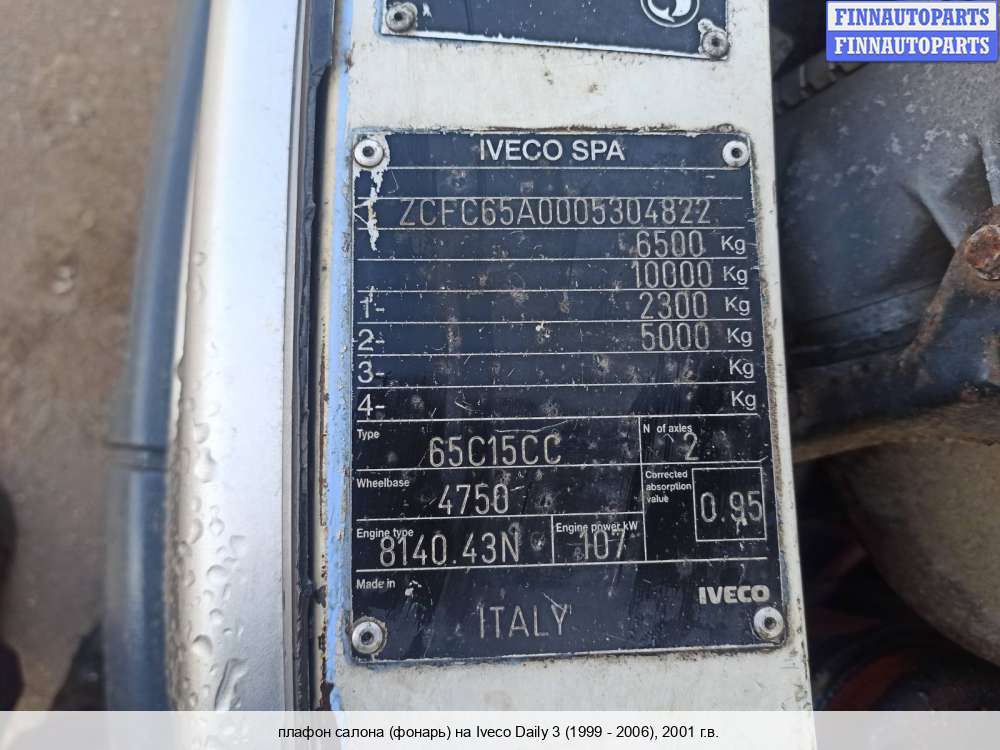 FINNAUTOPARTS
FINNAUTOPARTS
IVECO SPA
ZCFC65A0005304822
6500 Kg
10000 Kg
1- 2300 Kg
2- 5000 Kg
3- Kg
4- Kg
Type 65C15CC
N of axles 2
Wheelbase 4750
Corrected absorption value 0.95
Engine type 8140.43N
Engine power kW 107
Made in ITALY
IVECO
плафон салона (фонарь) на Iveco Daily 3 (1999 - 2006), 2001 г.в.